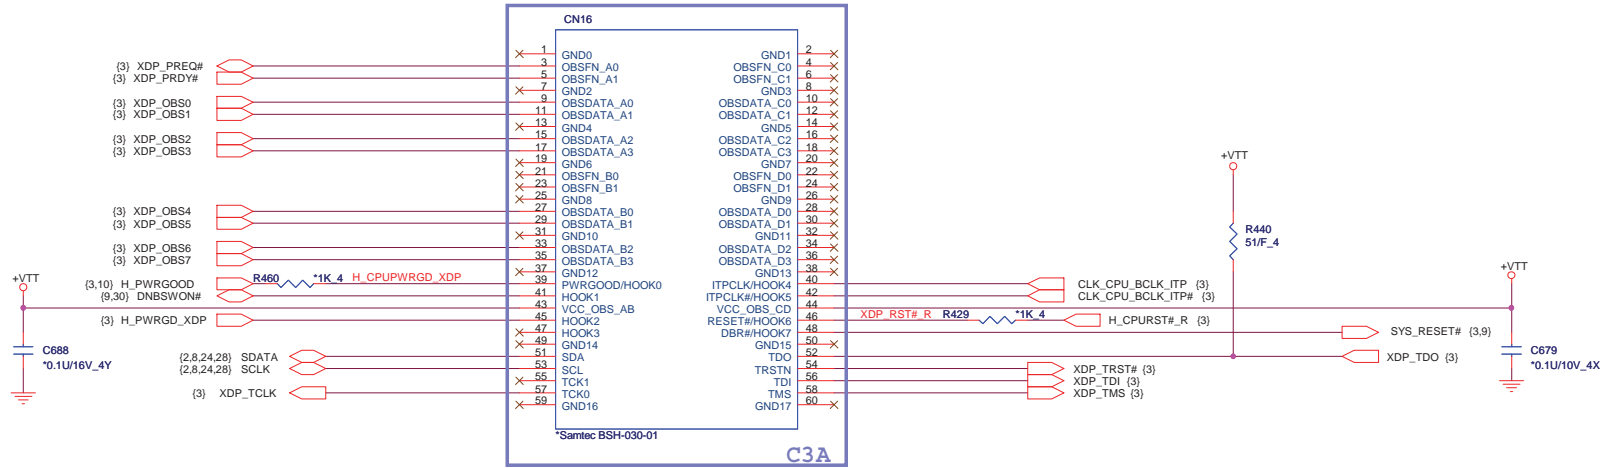 CN16
1 GND0 GND1 2
{3} XDP_PREQ# 3 OBSFN_A0 OBSFN_C0 4
{3} XDP_PRDY# 5 OBSFN_A1 OBSFN_C1 6
7 GND2 GND3 8
{3} XDP_OBS0 9 OBSDATA_A0 OBSDATA_C0 10
{3} XDP_OBS1 11 OBSDATA_A1 OBSDATA_C1 12
13 GND4 GND5 14
{3} XDP_OBS2 15 OBSDATA_A2 OBSDATA_C2 16
{3} XDP_OBS3 17 OBSDATA_A3 OBSDATA_C3 18
19 GND6 GND7 20 +VTT
21 OBSFN_B0 OBSFN_D0 22
23 OBSFN_B1 OBSFN_D1 24
25 GND8 GND9 26
{3} XDP_OBS4 27 OBSDATA_B0 OBSDATA_D0 28
{3} XDP_OBS5 29 OBSDATA_B1 OBSDATA_D1 30 R440
31 GND10 GND11 32 51/F_4
{3} XDP_OBS6 33 OBSDATA_B2 OBSDATA_D2 34
{3} XDP_OBS7 35 OBSDATA_B3 OBSDATA_D3 36
+VTT 37 GND12 GND13 38 +VTT
{3,10} H_PWRGOOD R460 *1K_4 H_CPUPWRGD_XDP 39 PWRGOOD/HOOK0 ITPCLK/HOOK4 40 CLK_CPU_BCLK_ITP {3}
{9,30} DNBSWON# 41 HOOK1 ITPCLK#/HOOK5 42 CLK_CPU_BCLK_ITP# {3}
43 VCC_OBS_AB VCC_OBS_CD 44
{3} H_PWRGD_XDP 45 HOOK2 RESET#/HOOK6 46 XDP_RST#_R R429 *1K_4 H_CPURST#_R {3}
47 HOOK3 DBR#/HOOK7 48 SYS_RESET# {3,9}
C688 49 GND14 GND15 50 C679
{2,8,24,28} SDATA 51 SDA TDO 52 XDP_TDO {3}
*0.1U/16V_4Y {2,8,24,28} SCLK 53 SCL TRSTN 54 XDP_TRST# {3} *0.1U/10V_4X
55 TCK1 TDI 56 XDP_TDI {3}
{3} XDP_TCLK 57 TCK0 TMS 58 XDP_TMS {3}
59 GND16 GND17 60
*Samtec BSH-030-01
C3A